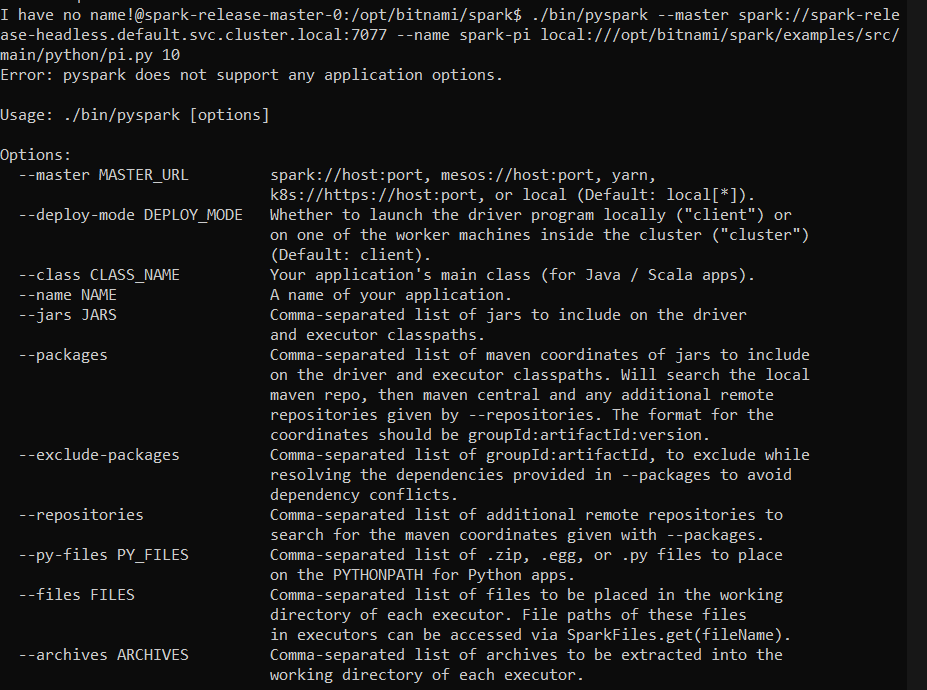 I have no name!@spark-release-master-0:/opt/bitnami/spark$ ./bin/pyspark --master spark://spark-rele
ase-headless.default.svc.cluster.local:7077 --name spark-pi local:///opt/bitnami/spark/examples/src/
main/python/pi.py 10
Error: pyspark does not support any application options.

Usage: ./bin/pyspark [options]

Options:
  --master MASTER_URL         spark://host:port, mesos://host:port, yarn,
                              k8s://https://host:port, or local (Default: local[*]).
  --deploy-mode DEPLOY_MODE   Whether to launch the driver program locally ("client") or
                              on one of the worker machines inside the cluster ("cluster")
                              (Default: client).
  --class CLASS_NAME          Your application's main class (for Java / Scala apps).
  --name NAME                 A name of your application.
  --jars JARS                 Comma-separated list of jars to include on the driver
                              and executor classpaths.
  --packages                  Comma-separated list of maven coordinates of jars to include
                              on the driver and executor classpaths. Will search the local
                              maven repo, then maven central and any additional remote
                              repositories given by --repositories. The format for the
                              coordinates should be groupId:artifactId:version.
  --exclude-packages          Comma-separated list of groupId:artifactId, to exclude while
                              resolving the dependencies provided in --packages to avoid
                              dependency conflicts.
  --repositories              Comma-separated list of additional remote repositories to
                              search for the maven coordinates given with --packages.
  --py-files PY_FILES         Comma-separated list of .zip, .egg, or .py files to place
                              on the PYTHONPATH for Python apps.
  --files FILES               Comma-separated list of files to be placed in the working
                              directory of each executor. File paths of these files
                              in executors can be accessed via SparkFiles.get(fileName).
  --archives ARCHIVES         Comma-separated list of archives to be extracted into the
                              working directory of each executor.